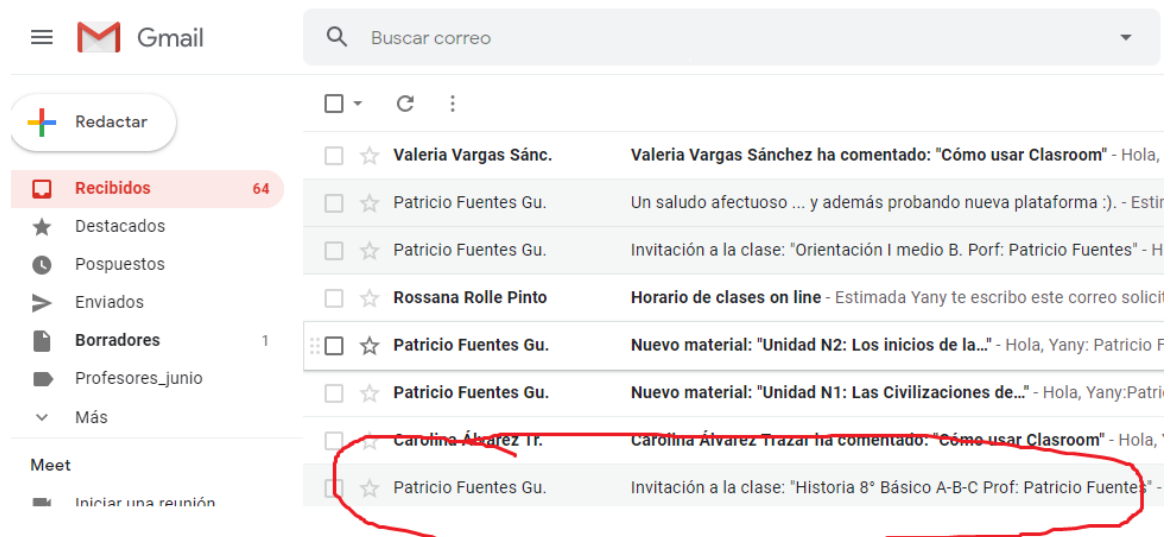 Gmail
Buscar correo
Redactar
Recibidos 64
Destacados
Pospuestos
Enviados
Borradores 1
Profesores_junio
Más
Meet
Iniciar una reunión
Valeria Vargas Sánc. Valeria Vargas Sánchez ha comentado: "Cómo usar Clasroom" - Hola,
Patricio Fuentes Gu. Un saludo afectuoso ... y además probando nueva plataforma :). - Estir
Patricio Fuentes Gu. Invitación a la clase: "Orientación I medio B. Porf: Patricio Fuentes" - H
Rossana Rolle Pinto Horario de clases on line - Estimada Yany te escribo este correo solicit
Patricio Fuentes Gu. Nuevo material: "Unidad N2: Los inicios de la…" - Hola, Yany: Patricio F
Patricio Fuentes Gu. Nuevo material: "Unidad N1: Las Civilizaciones de…" - Hola, Yany:Patri
Carolina Álvarez Tr. Carolina Álvarez Trazar ha comentado: "Cómo usar Clasroom" - Hola,
Patricio Fuentes Gu. Invitación a la clase: "Historia 8° Básico A-B-C Prof: Patricio Fuentes" -